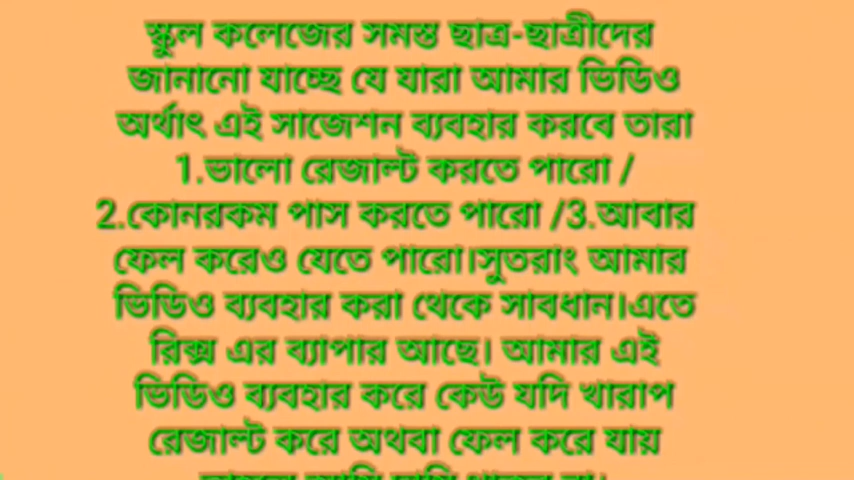 স্কুল কলেজের সমস্ত ছাত্র-ছাত্রীদের
জানানো যাচ্ছে যে যারা আমার ভিডিও
অর্থাৎ এই সাজেশন ব্যবহার করবে তারা
1.ভালো রেজাল্ট করতে পারো /
2.কোনরকম পাস করতে পারো /3.আবার
ফেল করেও যেতে পারো।সুতরাং আমার
ভিডিও ব্যবহার করা থেকে সাবধান।এতে
রিক্স এর ব্যাপার আছে। আমার এই
ভিডিও ব্যবহার করে কেউ যদি খারাপ
রেজাল্ট করে অথবা ফেল করে যায়